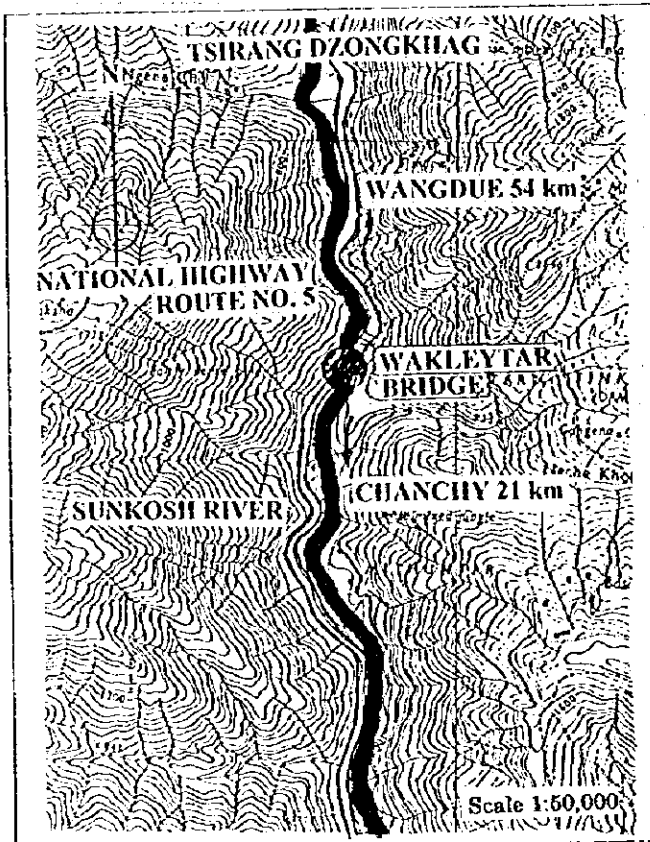 TSIRANG DZONGKHAG
N
WANGDUE 54 km
NATIONAL HIGHWAY
ROUTE NO. 5
WAKLEYTAR
BRIDGE
CHANCHY 21 km
SUNKOSH RIVER
Scale 1:50,000